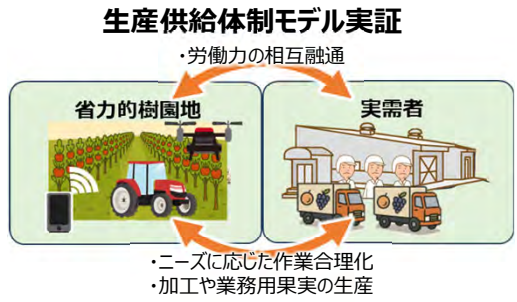 生産供給体制モデル実証
・労働力の相互融通
省力的樹園地
実需者
・ニーズに応じた作業合理化
・加工や業務用果実の生産